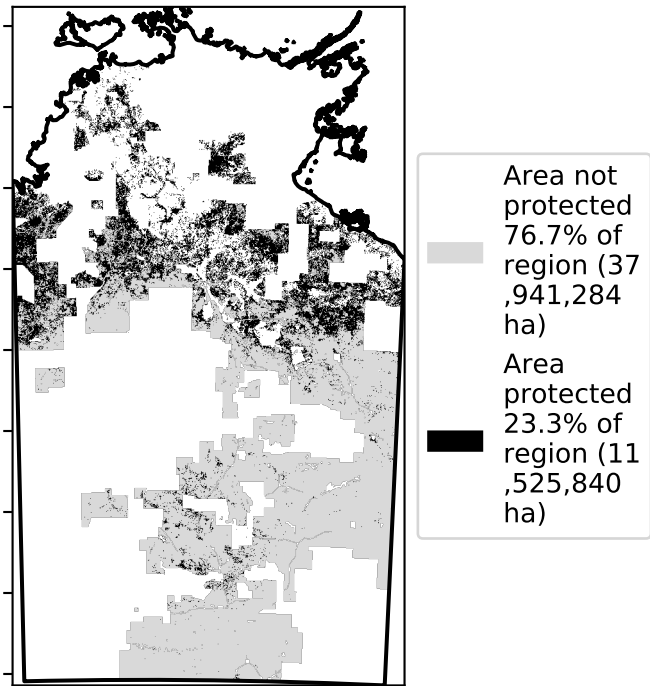 Area not
protected
76.7% of
region (37
,941,284
ha)
Area
protected
23.3% of
region (11
,525,840
ha)